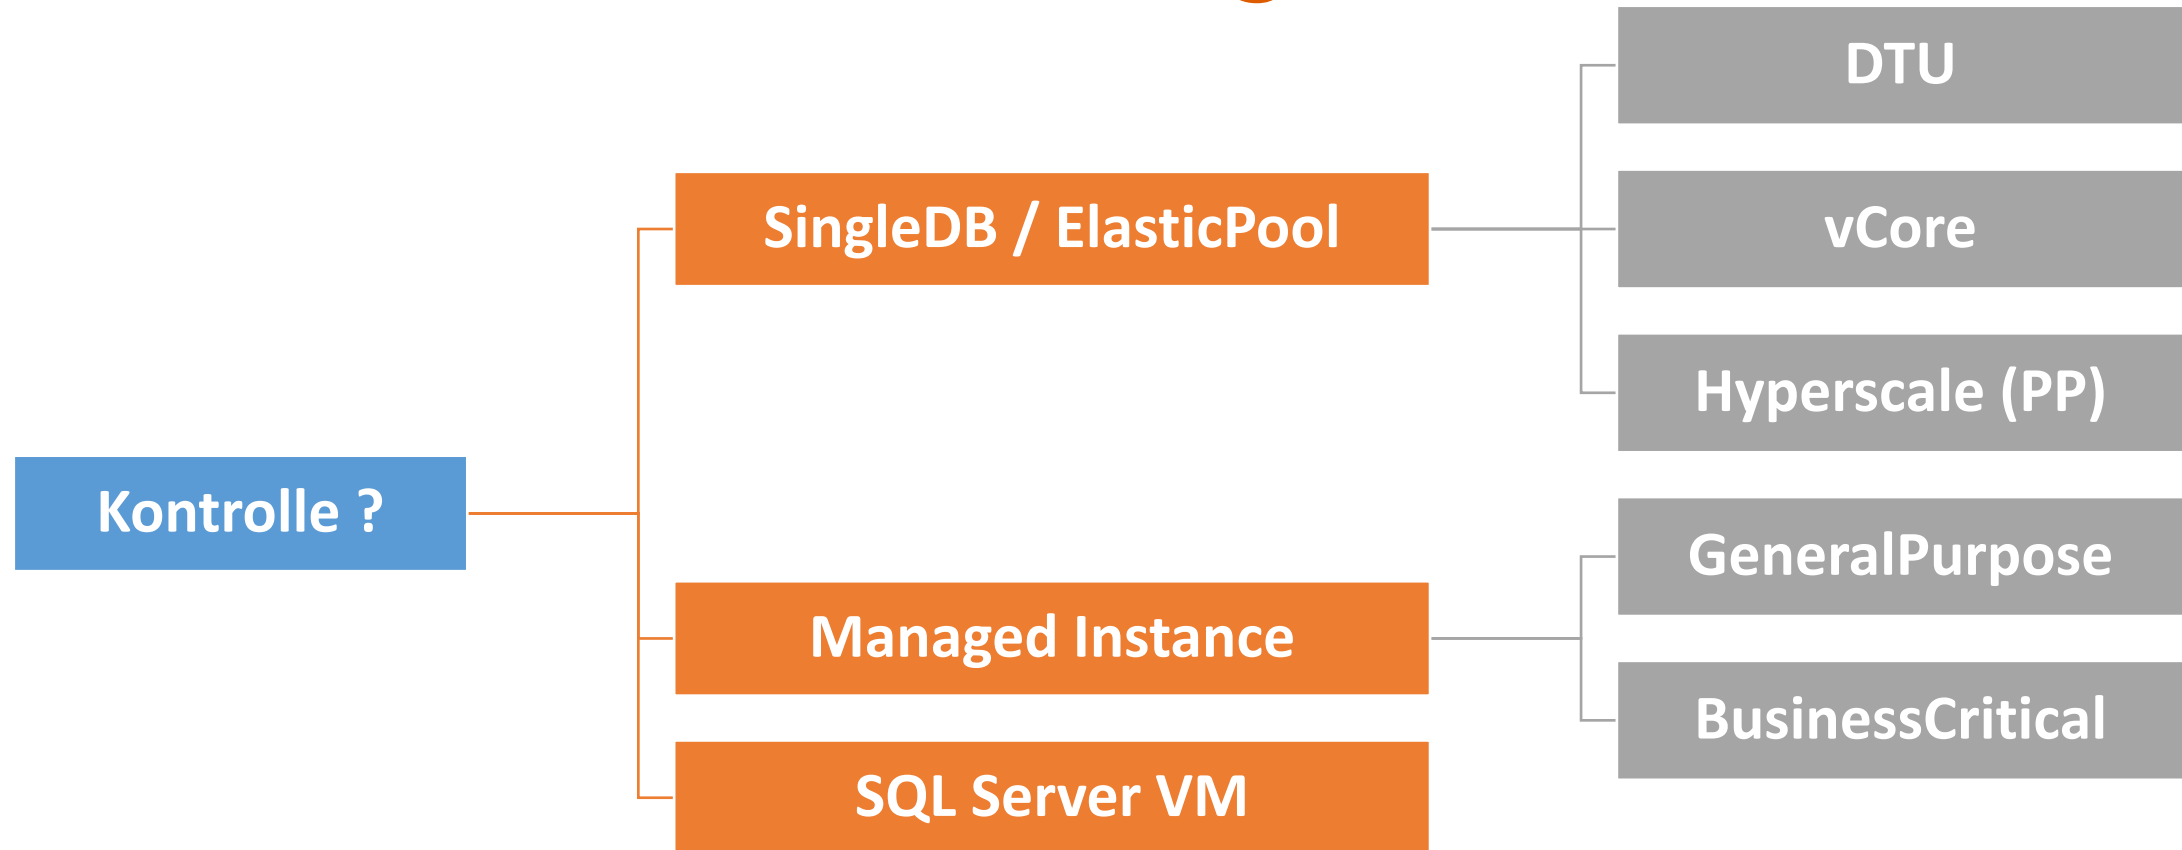 Kontrolle ?
SingleDB / ElasticPool
DTU
vCore
Hyperscale (PP)
Managed Instance
GeneralPurpose
BusinessCritical
SQL Server VM